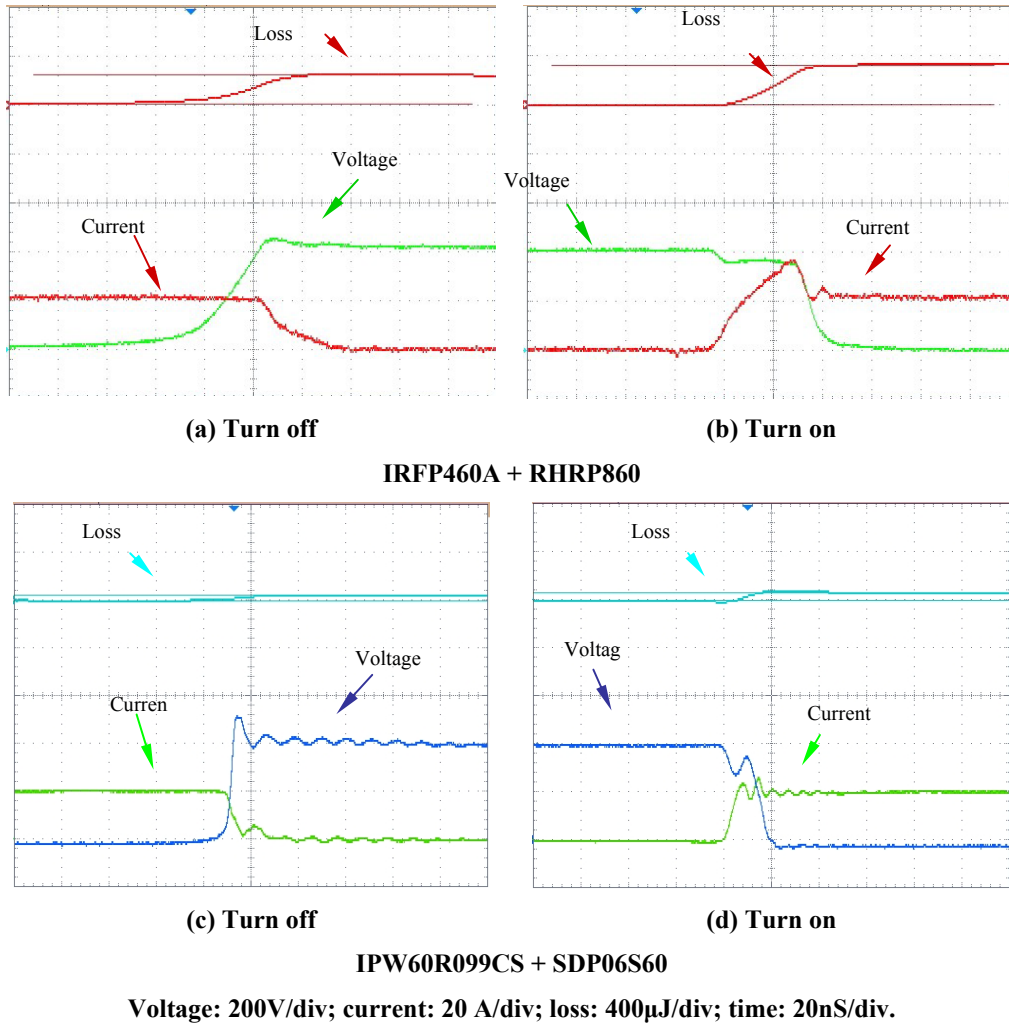 Loss
Voltage
Current
(a) Turn off
Loss
Voltage
Current
(b) Turn on
IRFP460A + RHRP860
Loss
Voltage
Curren
(c) Turn off
Loss
Voltag
Current
(d) Turn on
IPW60R099CS + SDP06S60
Voltage: 200V/div; current: 20 A/div; loss: 400µJ/div; time: 20nS/div.